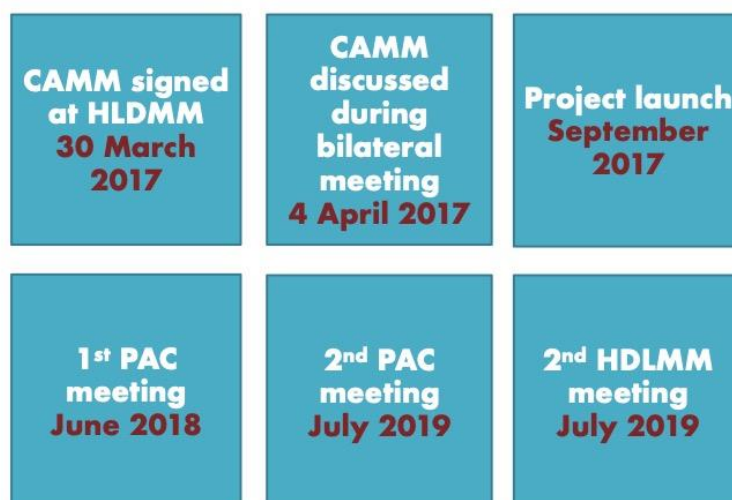 CAMM signed
at HLDMM
30 March
2017
CAMM
discussed
during
bilateral
meeting
4 April 2017
Project launch
September
2017
1st PAC
meeting
June 2018
2nd PAC
meeting
July 2019
2nd HDLMM
meeting
July 2019